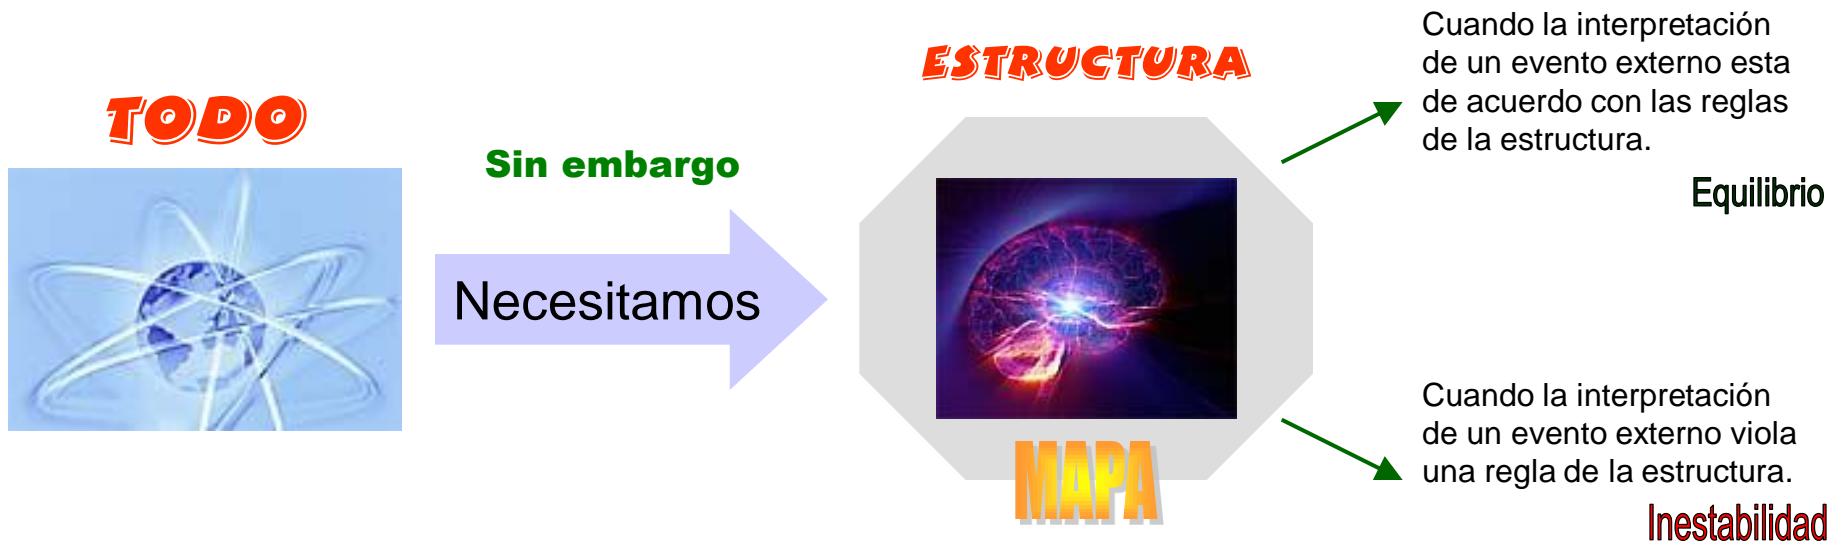 TODO
Sin embargo
Necesitamos
ESTRUCTURA
MAPA
Cuando la interpretación
de un evento externo esta
de acuerdo con las reglas
de la estructura.
Equilibrio
Cuando la interpretación
de un evento externo viola
una regla de la estructura.
Inestabilidad